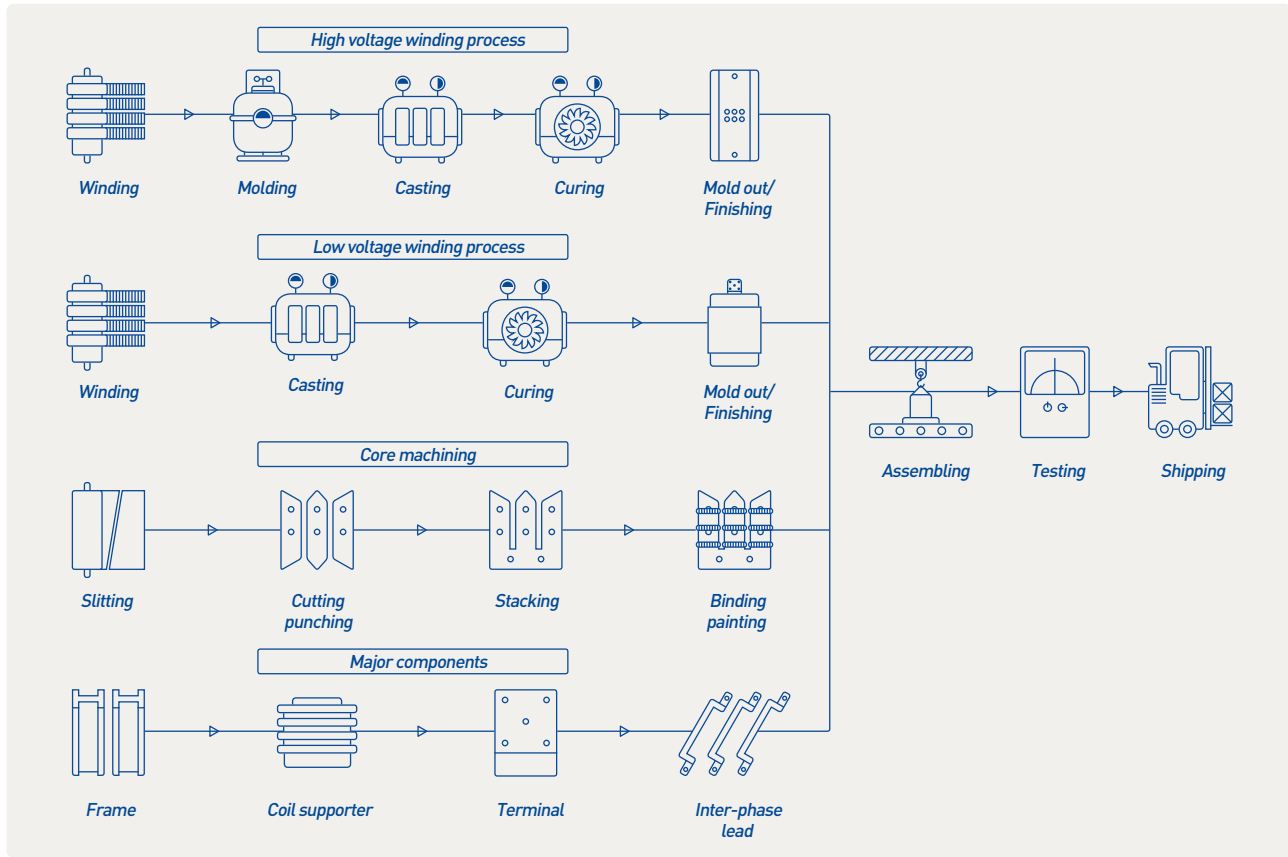 High voltage winding process
Winding
Molding
Casting
Curing
Mold out/
Finishing
Low voltage winding process
Winding
Casting
Curing
Mold out/
Finishing
Assembling
Testing
Shipping
Core machining
Slitting
Cutting
punching
Stacking
Binding
painting
Major components
Frame
Coil supporter
Terminal
Inter-phase
lead